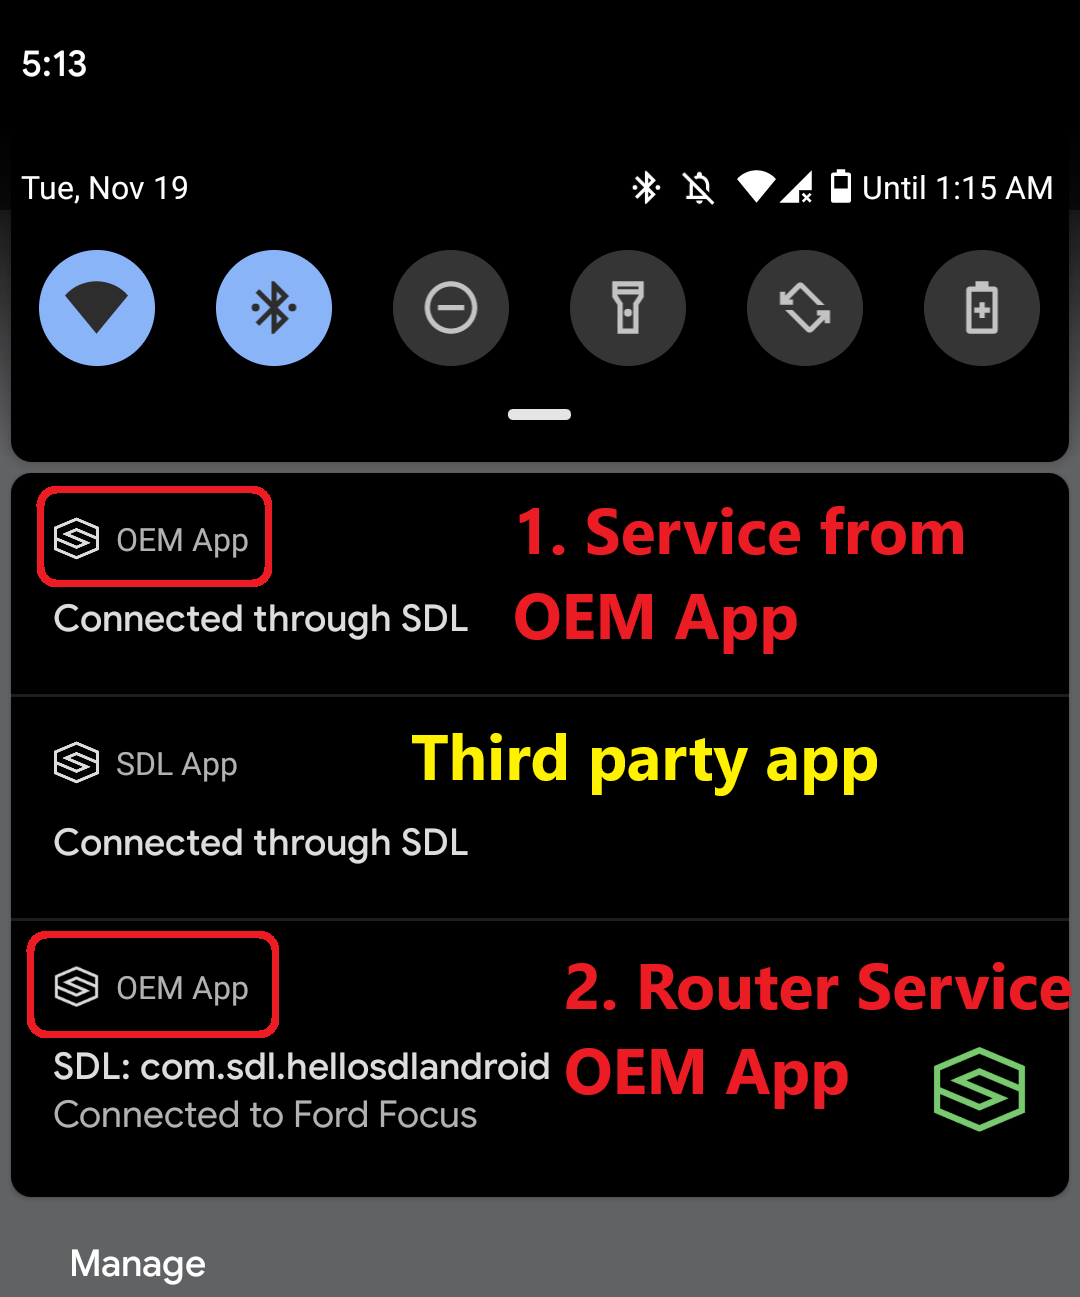 5:13
Tue, Nov 19
Until 1:15 AM
OEM App
1. Service from
OEM App
Connected through SDL
SDL App
Third party app
Connected through SDL
OEM App
2. Router Service
OEM App
SDL: com.sdl.hellosdlandroid
Connected to Ford Focus
Manage